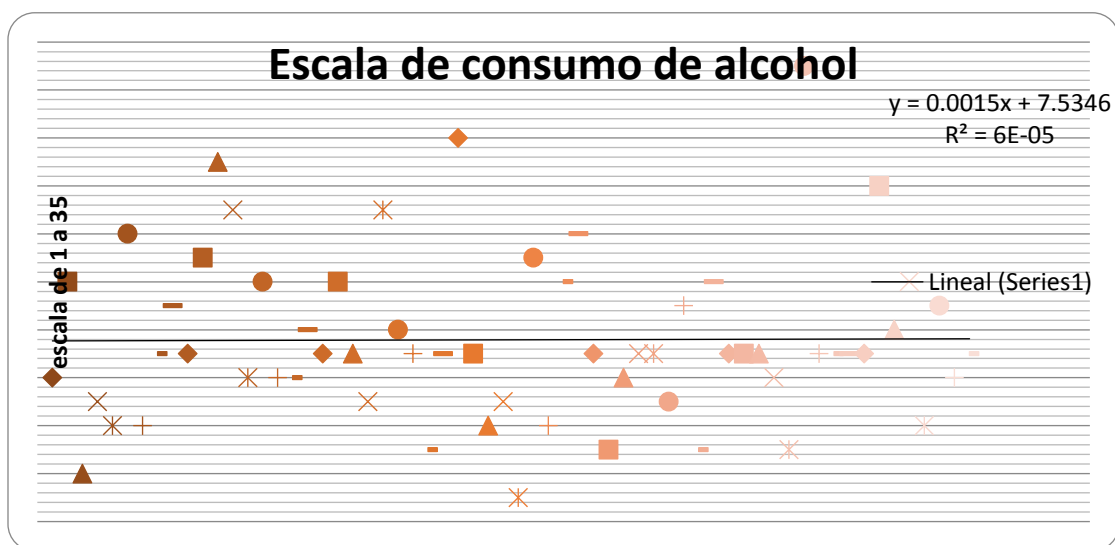 Escala de consumo de alcohol
y = 0.0015x + 7.5346
R² = 6E-05
escala de 1 a 35
Lineal (Series1)